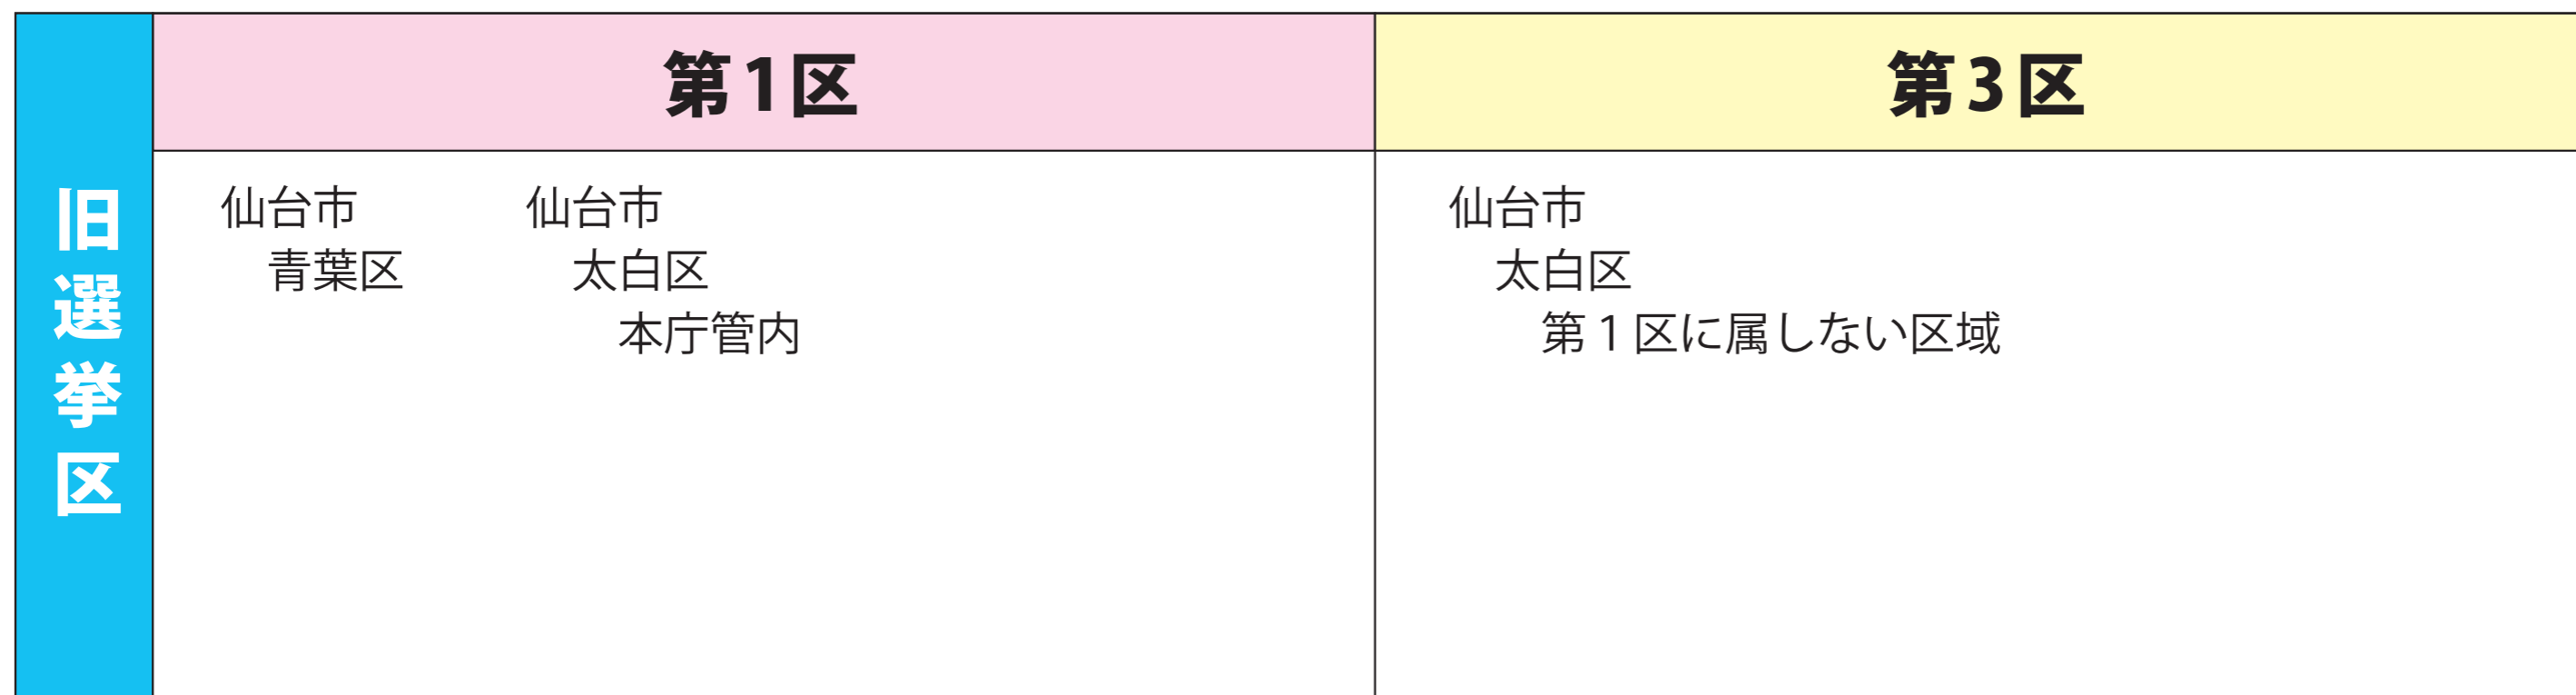 旧選挙区
第1区
仙台市
青葉区
仙台市
太白区
本庁管内
第3区
仙台市
太白区
第1区に属しない区域